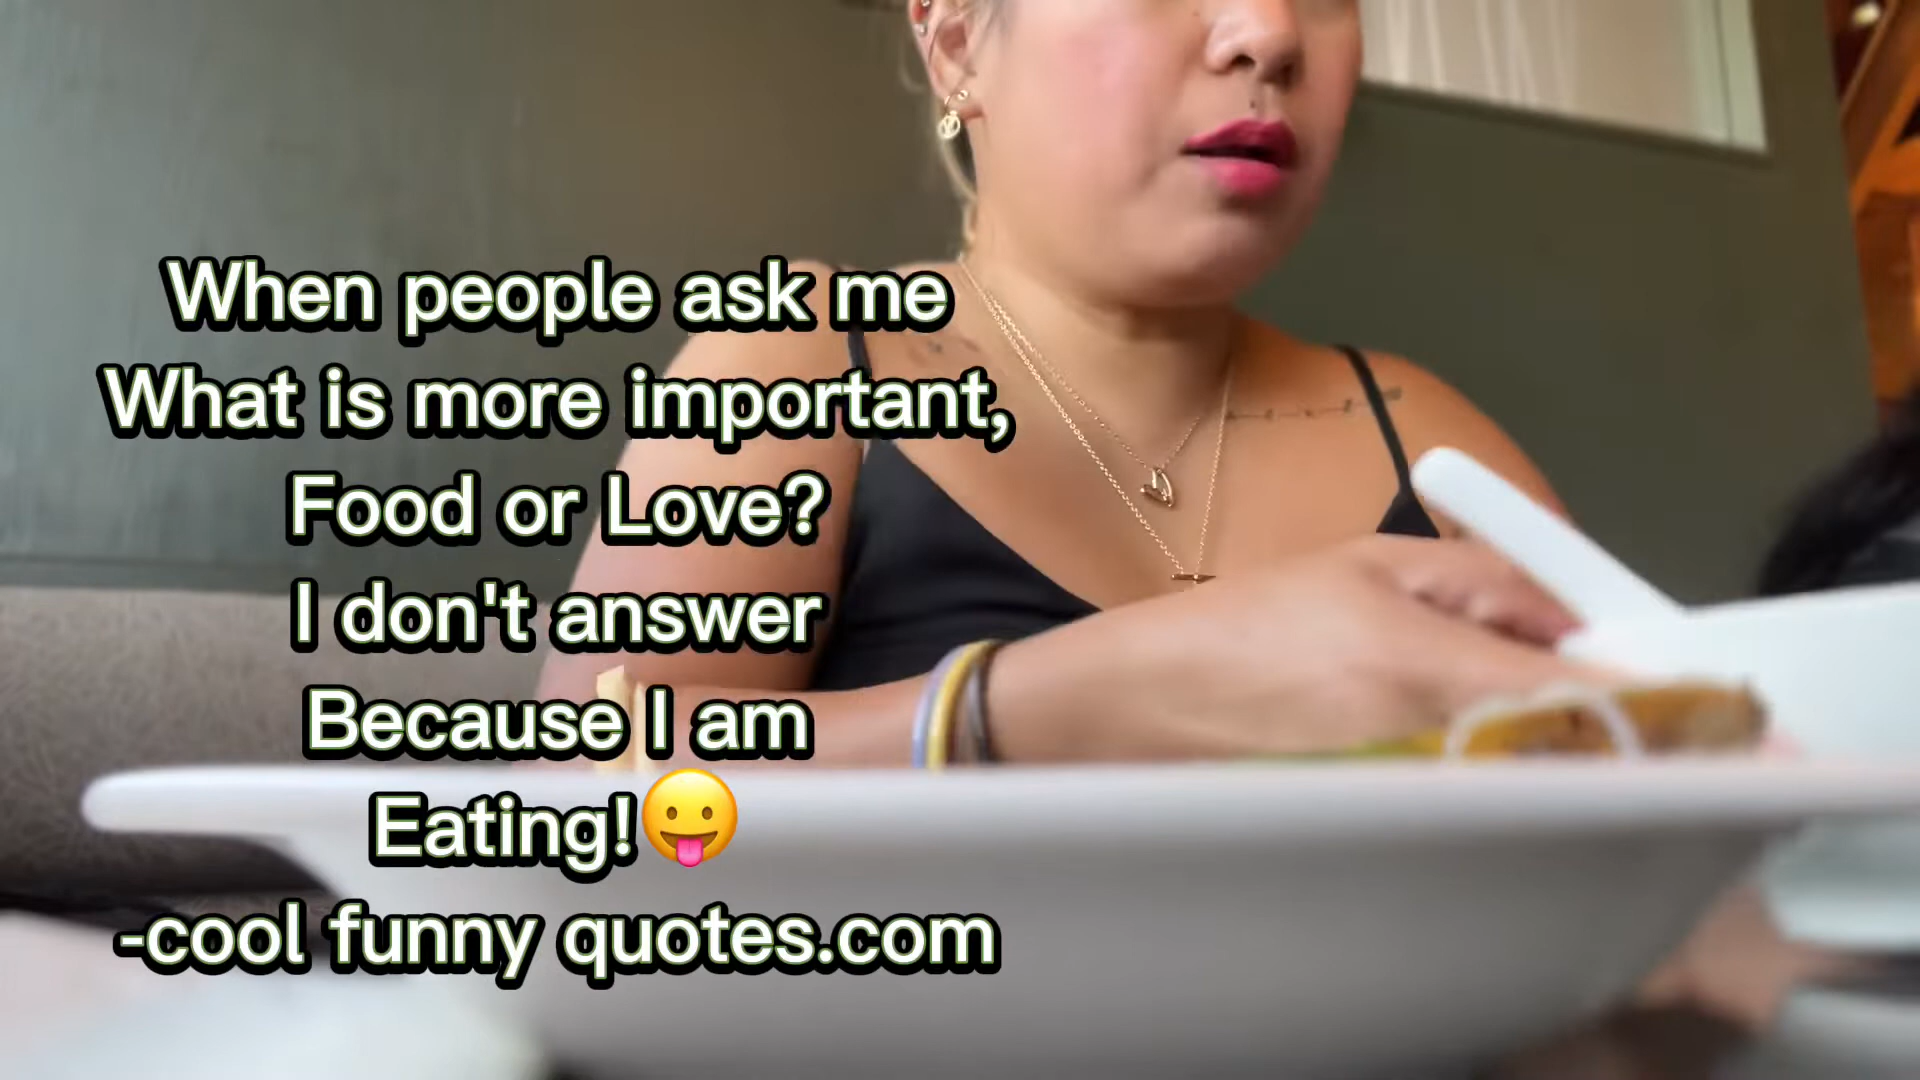 When people ask me
What is more important,
Food or Love?
I don't answer
Because I am
Eating!😛
-cool funny quotes.com